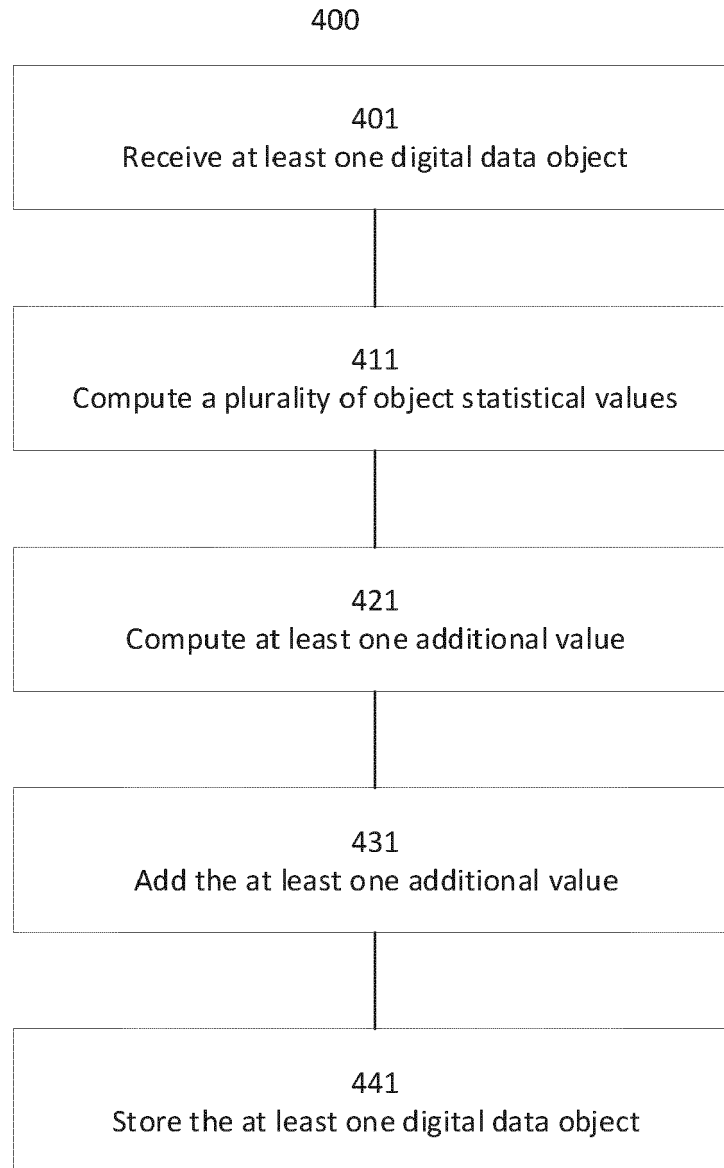 400
401
Receive at least one digital data object
411
Compute a plurality of object statistical values
421
Compute at least one additional value
431
Add the at least one additional value
441
Store the at least one digital data object